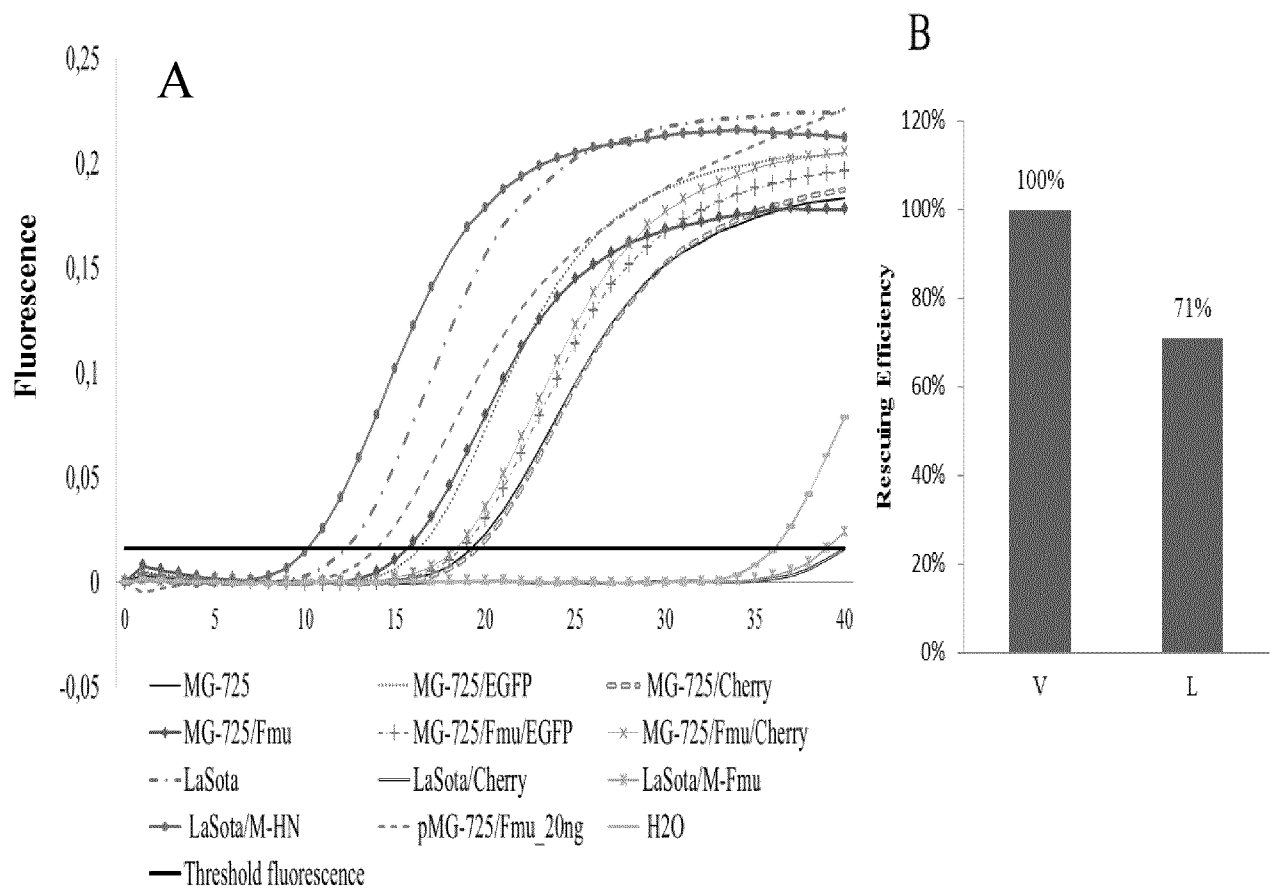 A
Fluorescence
0,25
0,2
0,15
0,1
0,05
0
-0,05
0 5 10 15 20 25 30 35 40
MG-725 MG-725/EGFP MG-725/Cherry
MG-725/Fmu MG-725/Fmu/EGFP MG-725/Fmu/Cherry
LaSota LaSota/Cherry LaSota/M-Fmu
LaSota/M-HN pMG-725/Fmu_20ng H2O
Threshold fluorescence
B
Rescuing Efficiency
120%
100%
80%
60%
40%
20%
0%
100%
71%
V L